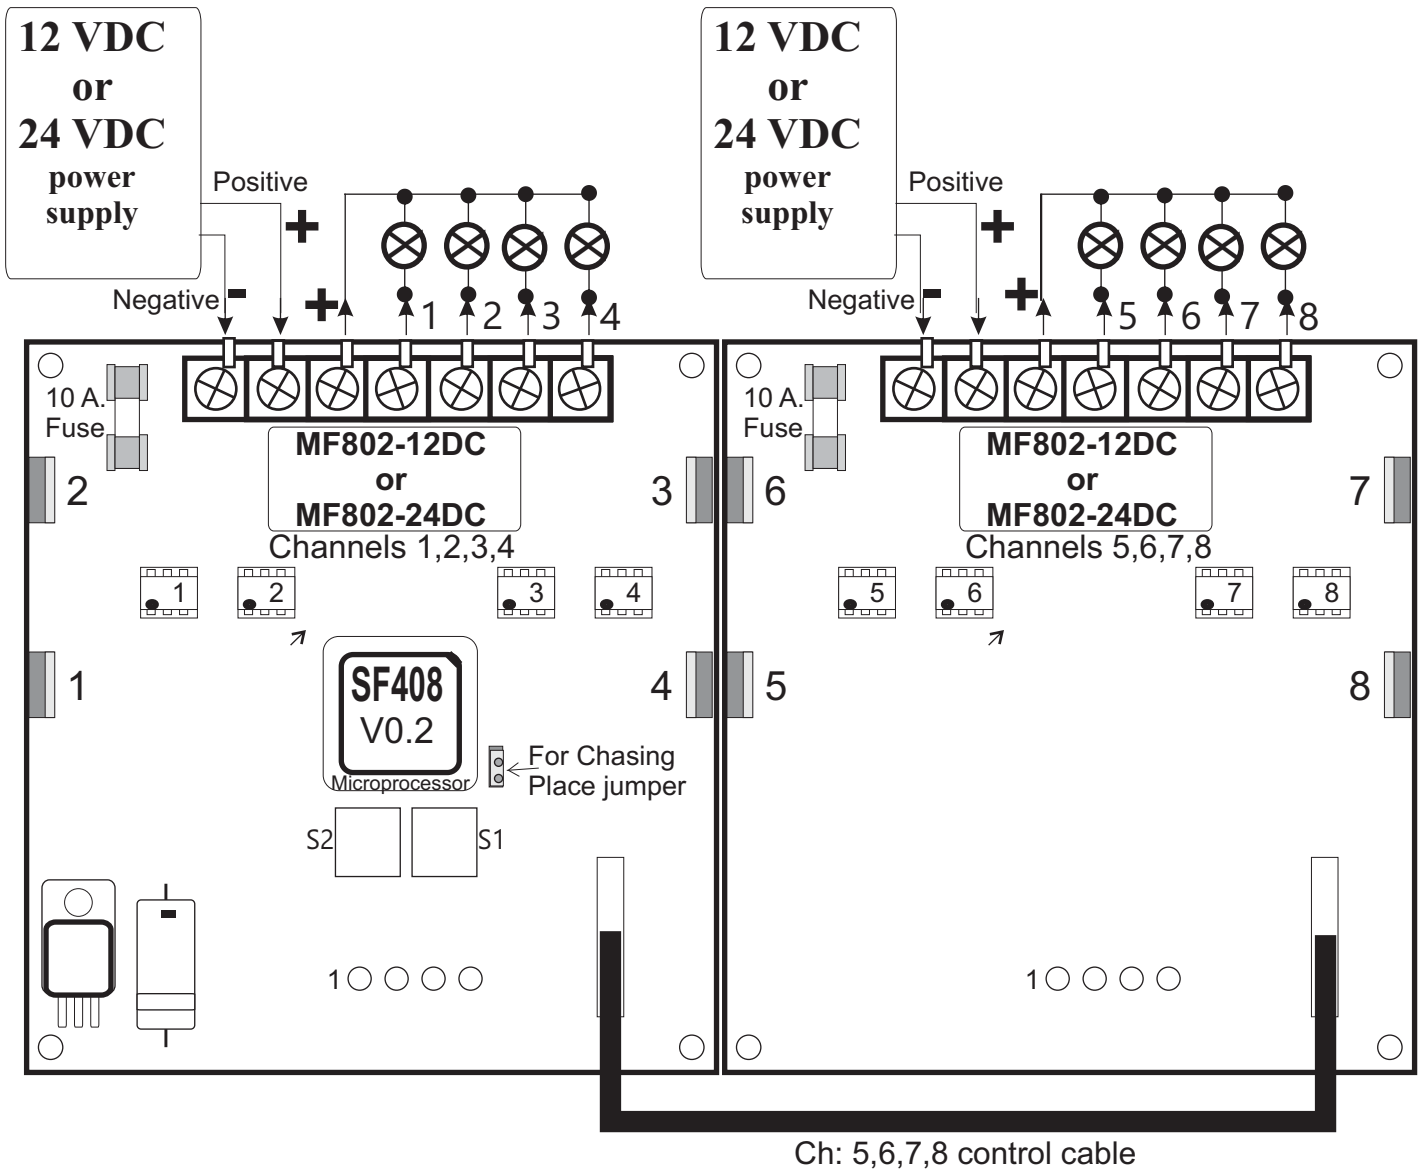 12 VDC
or
24 VDC
power
supply
Positive
+
Negative -
+
1 2 3 4
12 VDC
or
24 VDC
power
supply
Positive
+
Negative -
+
5 6 7 8
10 A.
Fuse
MF802-12DC
or
MF802-24DC
Channels 1,2,3,4
2
3
1 2 3 4
1
4
SF408
V0.2
Microprocessor
For Chasing
Place jumper
S2 S1
1
10 A.
Fuse
MF802-12DC
or
MF802-24DC
Channels 5,6,7,8
6
7
5 6 7 8
5
8
1
Ch: 5,6,7,8 control cable